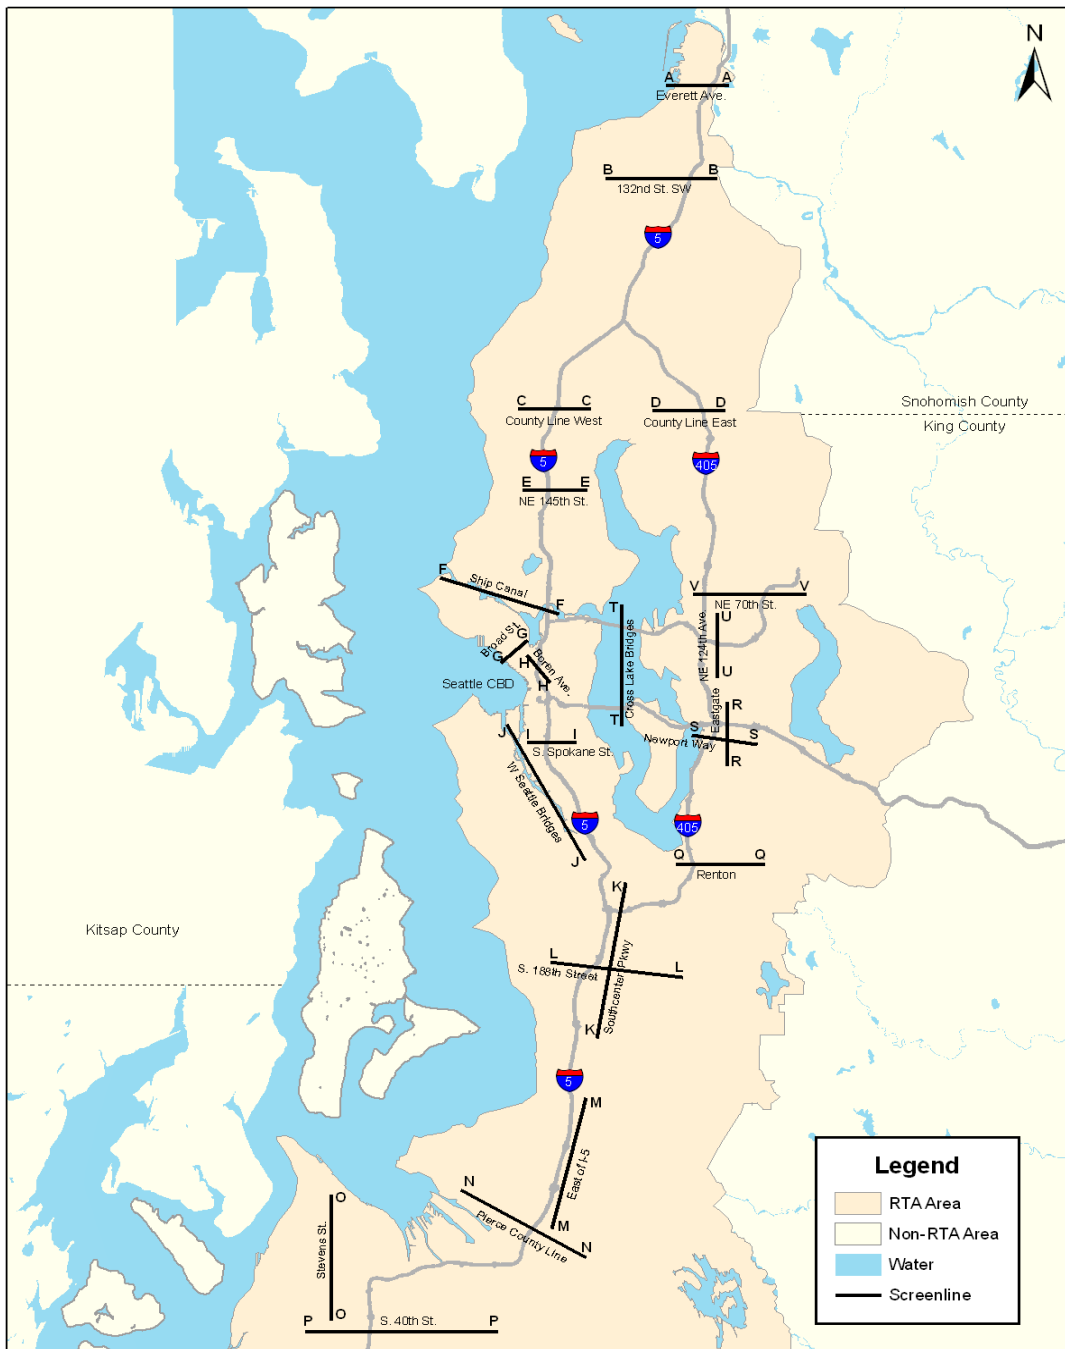 N
A A
Everett Ave.
B B
132nd St. SW
5
C C
County Line West
D D
County Line East
Snohomish County
King County
5
405
E E
NE 145th St.
F F
Ship Canal
V V
NE 70th St.
T T
Cross Lake Bridges
U U
NE 124th Ave.
G G
Broad St.
H H
Boren Ave.
Seattle CBD
R R
Eastgate
S S
Newport Way
J J
W Seattle Bridges
I I
S. Spokane St.
5
405
Q Q
Renton
K K
Southcenter Pkwy
Kitsap County
L L
S. 188th Street
5
M M
East of I-5
N N
Pierce County Line
O O
Stevens St.
P P
S. 40th St.
Legend
RTA Area
Non-RTA Area
Water
Screenline